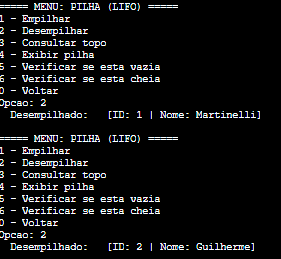 ===== MENU: PILHA (LIFO) =====
1 - Empilhar
2 - Desempilhar
3 - Consultar topo
4 - Exibir pilha
5 - Verificar se esta vazia
6 - Verificar se esta cheia
0 - Voltar
Opcao: 2
Desempilhado: [ID: 1 | Nome: Martinelli]
===== MENU: PILHA (LIFO) =====
1 - Empilhar
2 - Desempilhar
3 - Consultar topo
4 - Exibir pilha
5 - Verificar se esta vazia
6 - Verificar se esta cheia
0 - Voltar
Opcao: 2
Desempilhado: [ID: 2 | Nome: Guilherme]